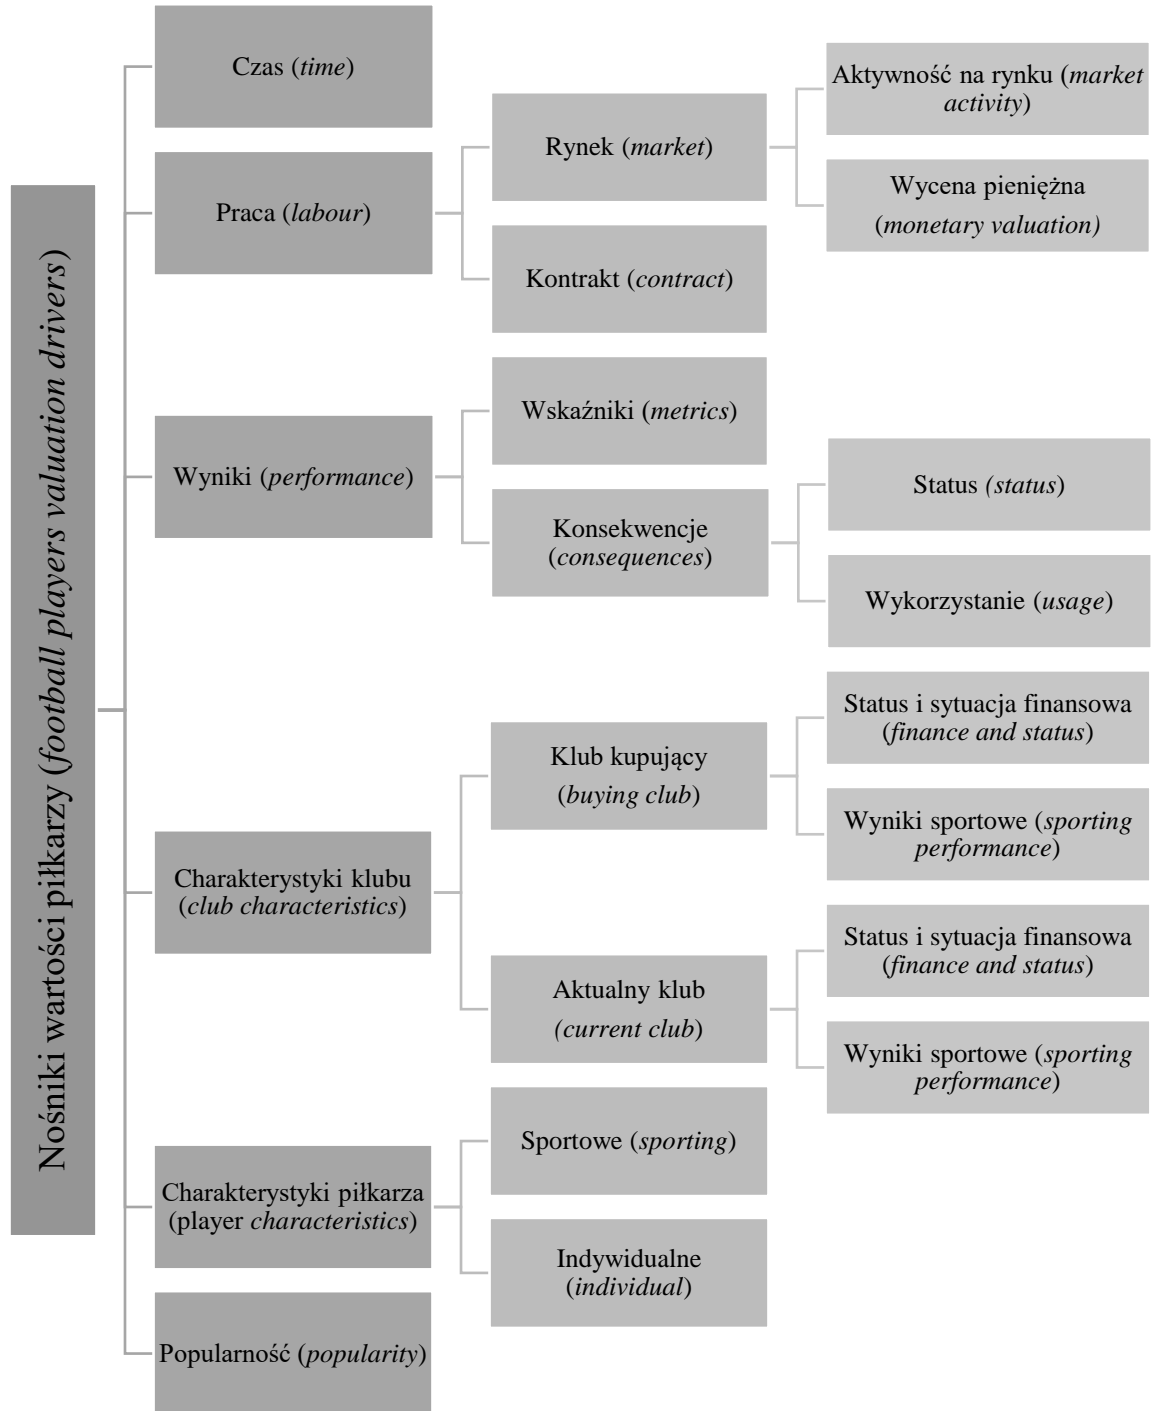 Nośniki wartości piłkarzy (football players valuation drivers)
Czas (time)
Praca (labour)
Rynek (market)
Aktywność na rynku (market
activity)
Wycena pieniężna
(monetary valuation)
Kontrakt (contract)
Wyniki (performance)
Wskaźniki (metrics)
Konsekwencje
(consequences)
Status (status)
Wykorzystanie (usage)
Charakterystyki klubu
(club characteristics)
Klub kupujący
(buying club)
Status i sytuacja finansowa
(finance and status)
Wyniki sportowe (sporting
performance)
Aktualny klub
(current club)
Status i sytuacja finansowa
(finance and status)
Wyniki sportowe (sporting
performance)
Charakterystyki piłkarza
(player characteristics)
Sportowe (sporting)
Indywidualne
(individual)
Popularność (popularity)